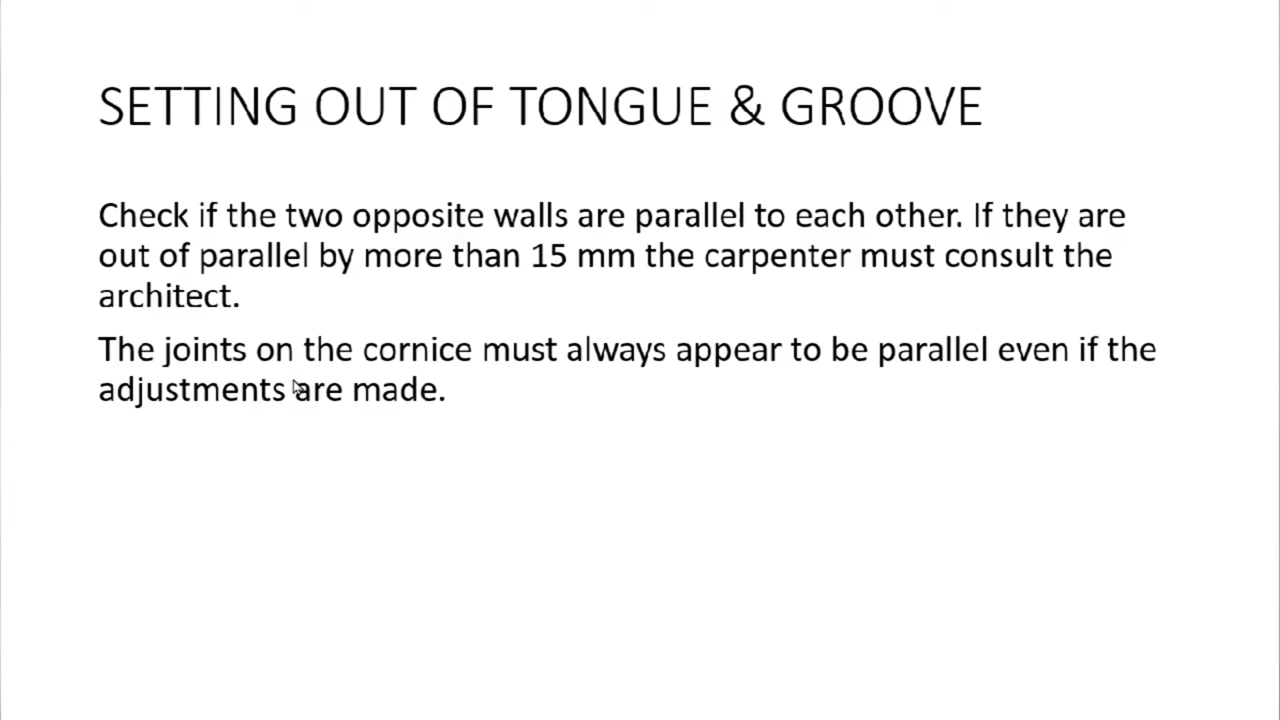 SETTING OUT OF TONGUE & GROOVE
Check if the two opposite walls are parallel to each other. If they are
out of parallel by more than 15 mm the carpenter must consult the
architect.
The joints on the cornice must always appear to be parallel even if the
adjustments are made.